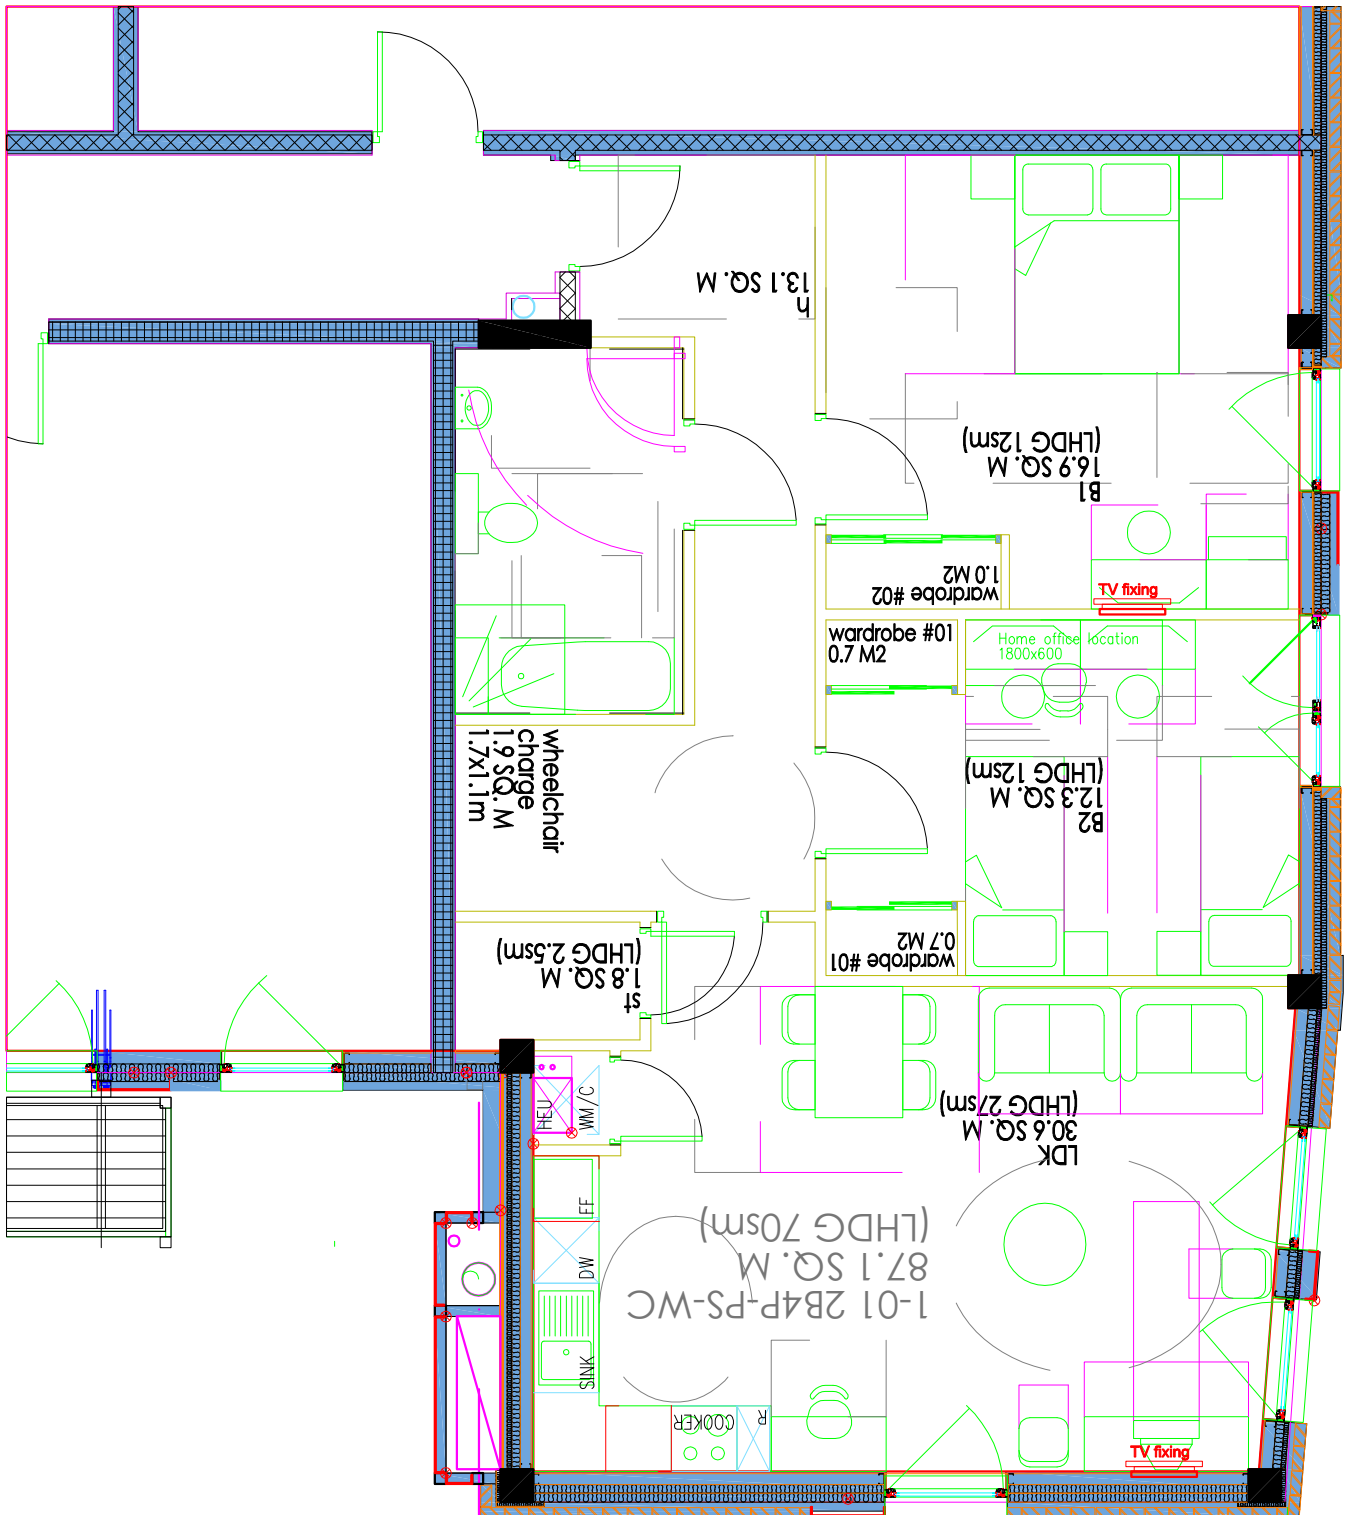 h
13.1 SQ. M
B1
16.9 SQ. M
(LHDG 12sm)
TV fixing
wardrobe #02
1.0 M2
wardrobe #01
0.7 M2
Home office location
1800x600
B2
12.3 SQ. M
(LHDG 12sm)
wheelchair
charge
1.9 SQ. M
1.7x1.1m
wardrobe #01
0.7 M2
st
1.8 SQ. M
(LHDG 2.5sm)
HEU
WM/C
LDK
30.6 SQ. M
(LHDG 27sm)
FF
DW
1-01 2B4P-PS-WC
87.1 SQ. M
(LHDG 70sm)
SINK
COOKER
R
TV fixing